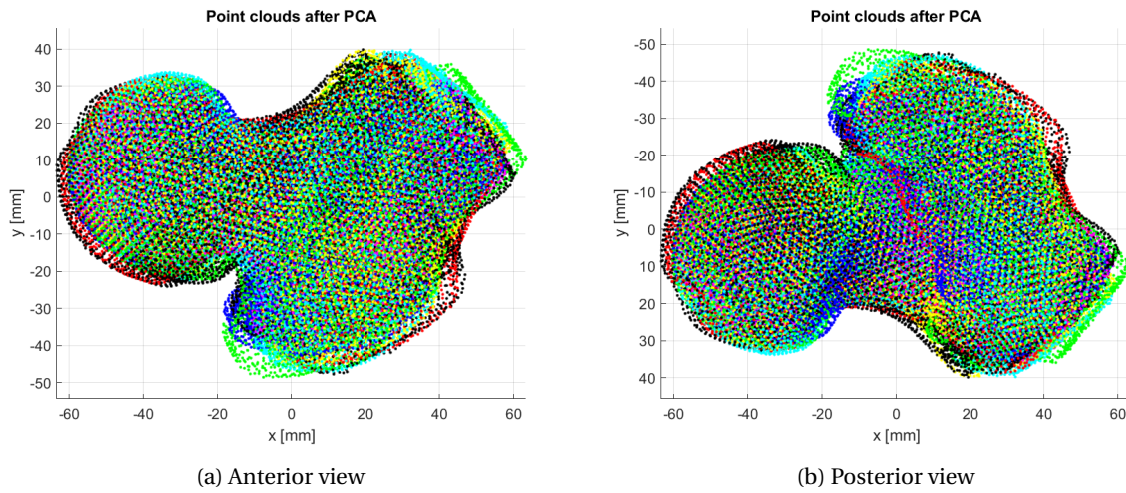 Point clouds after PCA
40
30
20
10
0
-10
-20
-30
-40
-50
y [mm]
-60 -40 -20 0 20 40 60
x [mm]
(a) Anterior view
Point clouds after PCA
-50
-40
-30
-20
-10
0
10
20
30
40
y [mm]
-60 -40 -20 0 20 40 60
x [mm]
(b) Posterior view